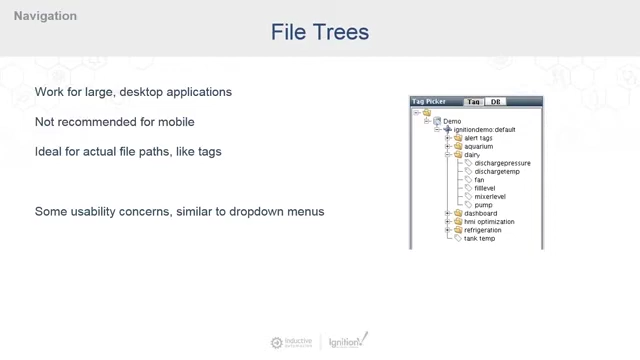 Navigation
File Trees
Work for large, desktop applications
Not recommended for mobile
Ideal for actual file paths, like tags
Some usability concerns, similar to dropdown menus
Tag Picker Tag DB
Demo
ignitiondemo:default
alert tags
aquarium
dairy
dischargepressure
dischargetemp
fan
filllevel
mixerlevel
pump
dashboard
hmi optimization
refrigeration
tank temp
inductive automation Ignition